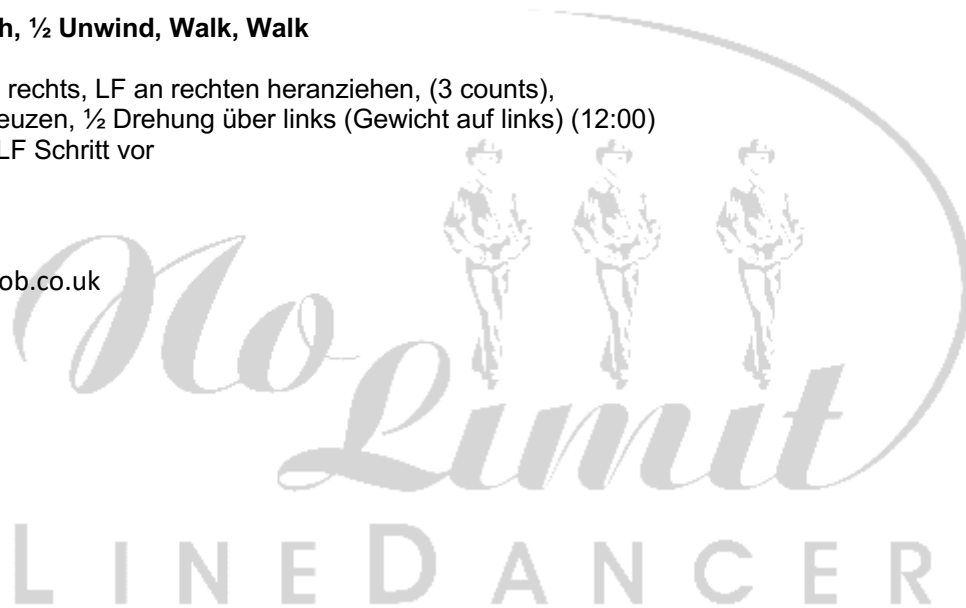 h, ½ Unwind, Walk, Walk
rechts, LF an rechten heranziehen, (3 counts),
euzen, ½ Drehung über links (Gewicht auf links) (12:00)
LF Schritt vor
ob.co.uk
No
Limit
LINEDANCER